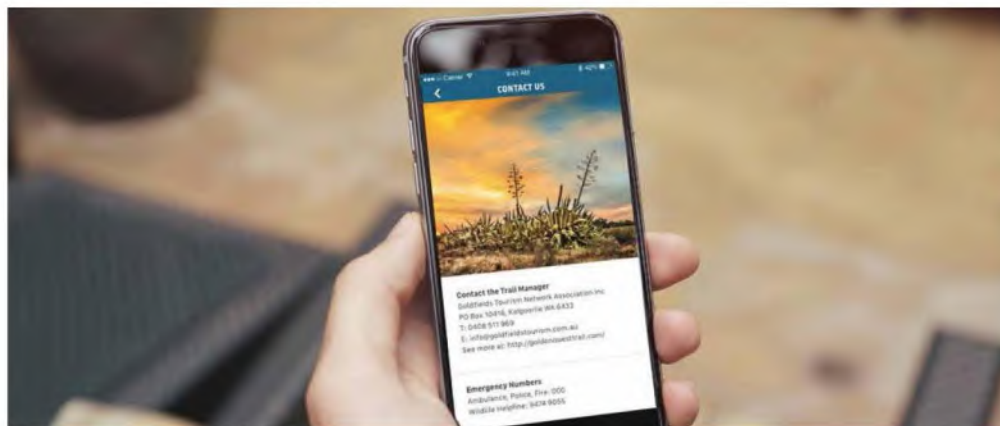 Carrier 9:41 AM 42%
CONTACT US
Contact the Trail Manager
Goldfields Tourism Network Association Inc
PO Box 10416, Kalgoorlie WA 6433
T: 0408 511 969
E: info@goldfieldstourism.com.au
See more at: http://goldenquesttrail.com/
Emergency Numbers
Ambulance, Police, Fire: 000
Wildlife Helpline: 9474 9055